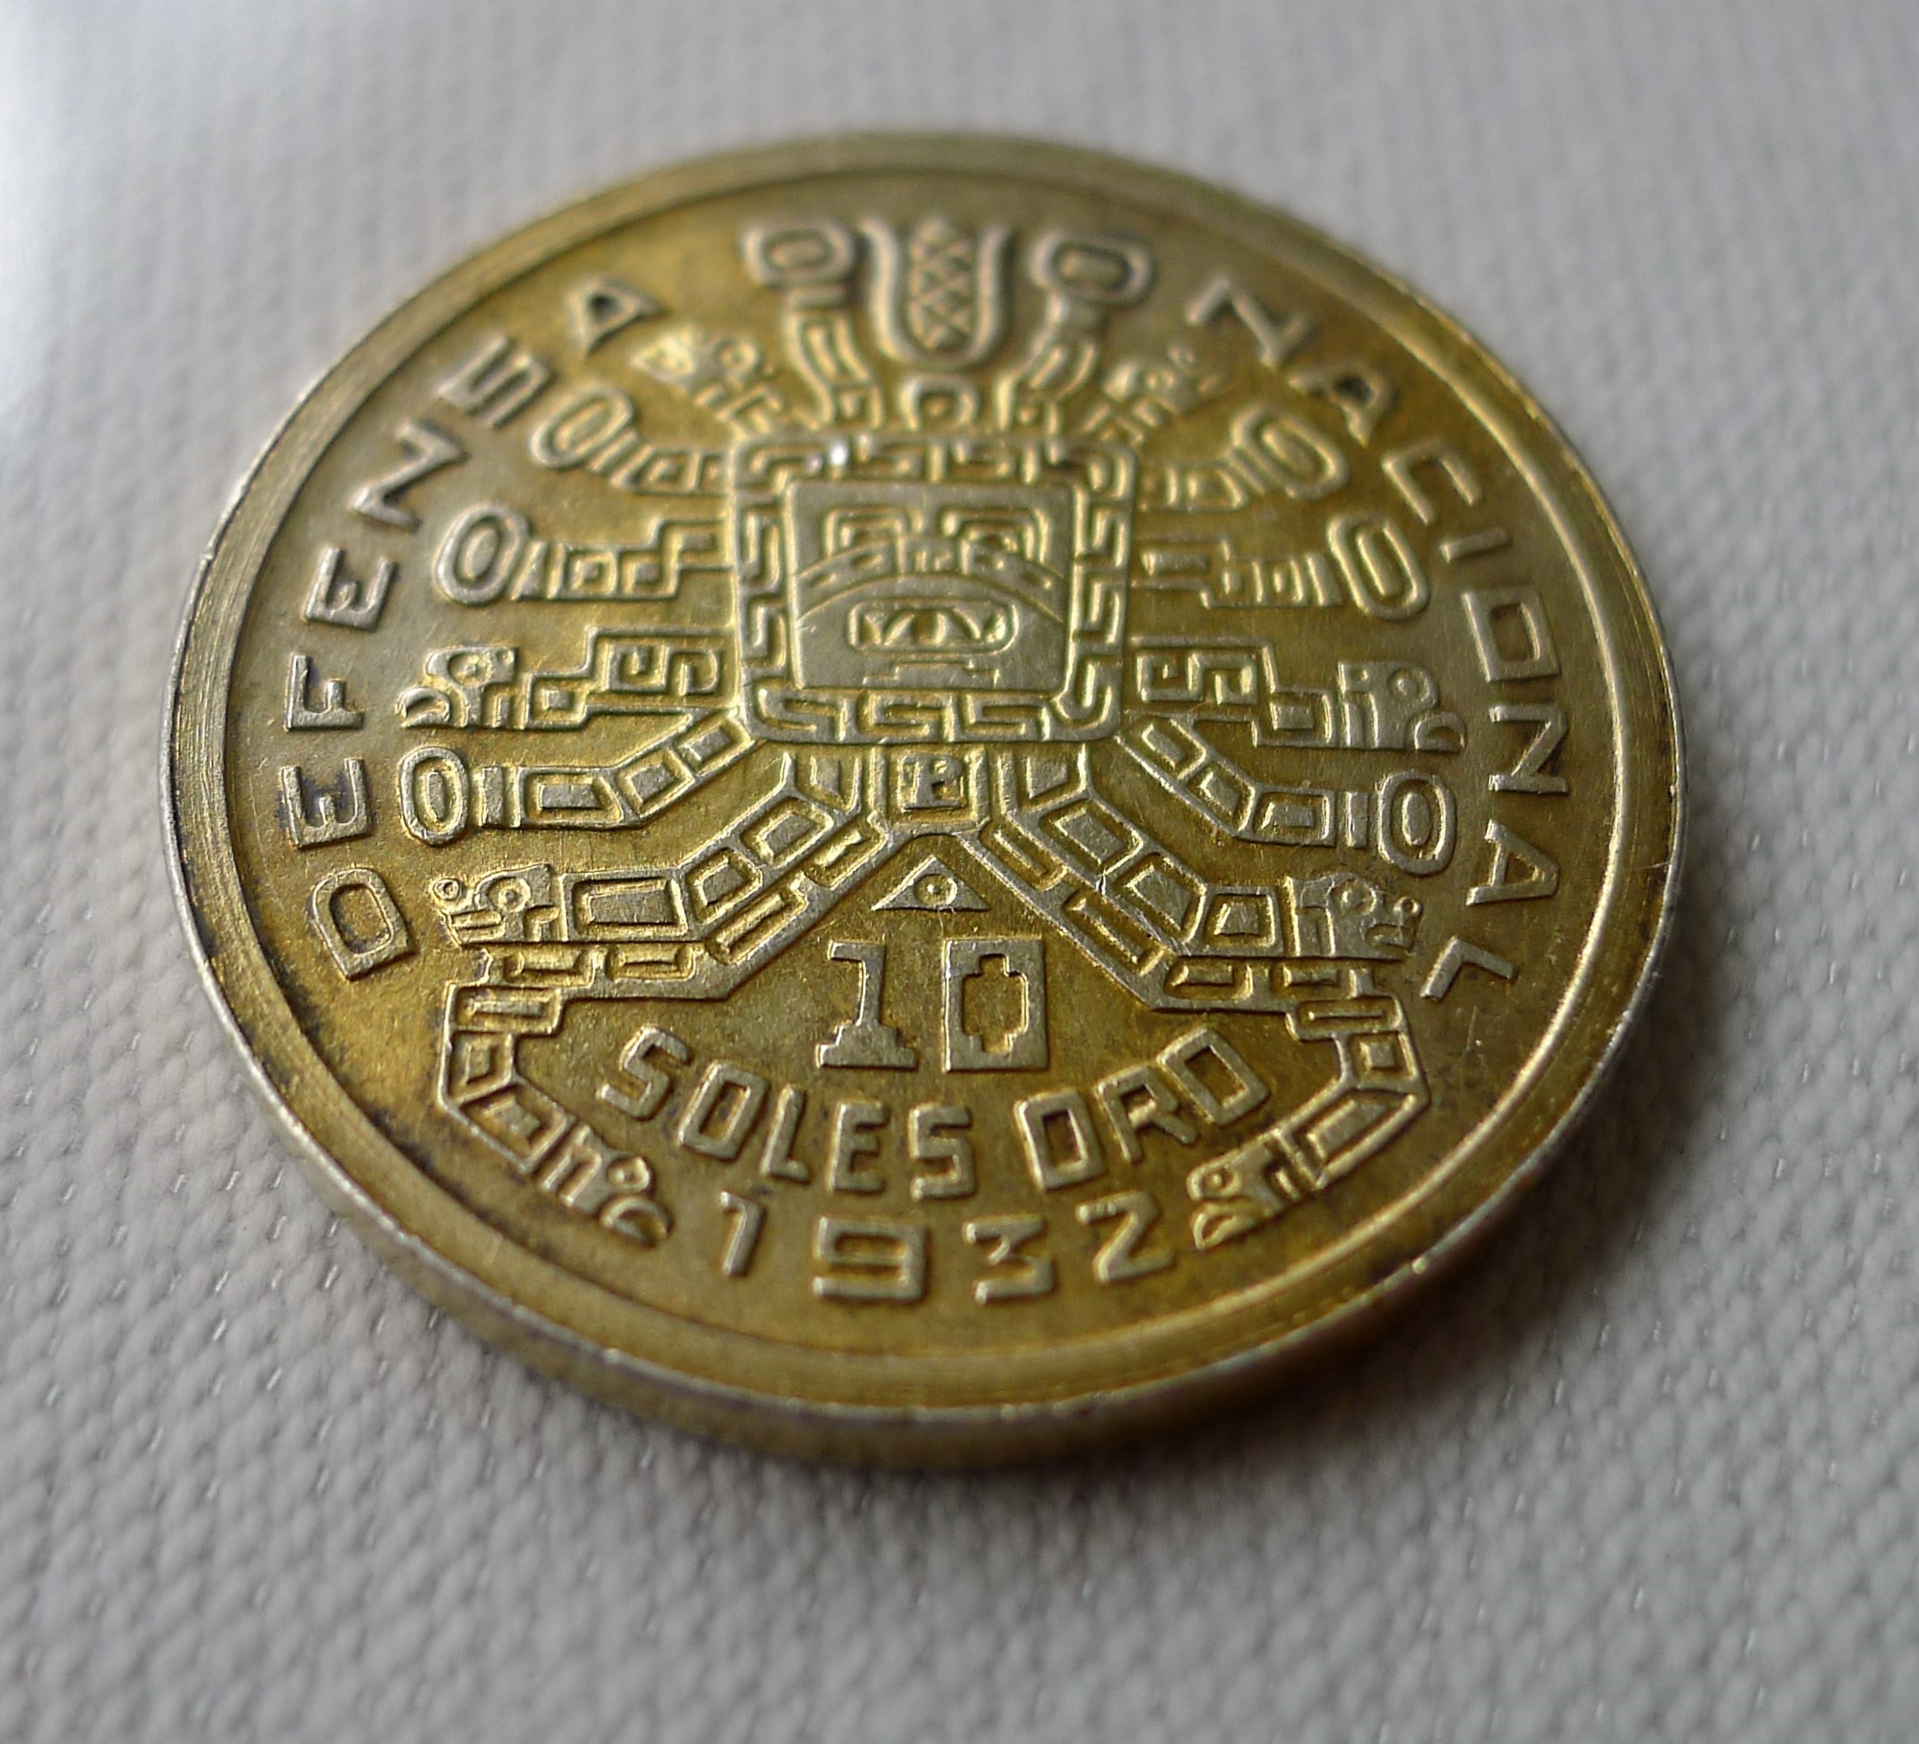 DEFENSA NACIONAL
P
10
SOLES ORO
1932